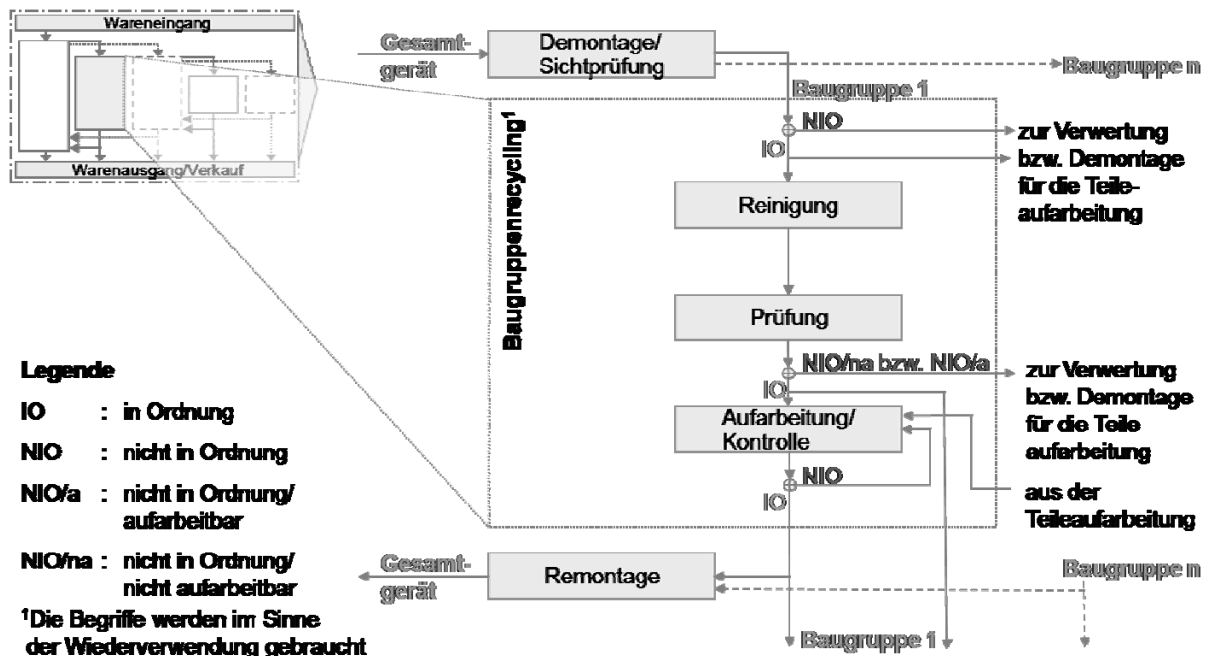 Wareneingang
Warenausgang/Verkauf
Gesamt-
gerät
Demontage/
Sichtprüfung
Baugruppe n
Baugruppe 1
Baugruppenrecycling¹
NIO
IO
zur Verwertung
bzw. Demontage
für die Teile-
aufarbeitung
Reinigung
Prüfung
NIO/na bzw. NIO/a
IO
zur Verwertung
bzw. Demontage
für die Teile
aufarbeitung
Aufarbeitung/
Kontrolle
NIO
IO
aus der
Teileaufarbeitung
Gesamt-
gerät
Remontage
Baugruppe n
Baugruppe 1
Legende
IO : in Ordnung
NIO : nicht in Ordnung
NIO/a : nicht in Ordnung/
aufarbeitbar
NIO/na : nicht in Ordnung/
nicht aufarbeitbar
¹Die Begriffe werden im Sinne
der Wiederverwendung gebraucht